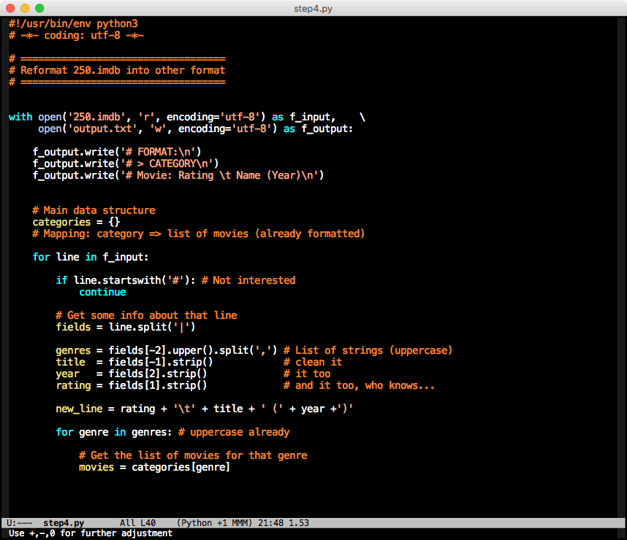 step4.py
#!/usr/bin/env python3
# -*- coding: utf-8 -*-
# ===================================
# Reformat 250.imdb into other format
# ===================================
with open('250.imdb', 'r', encoding='utf-8') as f_input,    \
     open('output.txt', 'w', encoding='utf-8') as f_output:
    f_output.write('# FORMAT:\n')
    f_output.write('# > CATEGORY\n')
    f_output.write('# Movie: Rating \t Name (Year)\n')
    # Main data structure
    categories = {}
    # Mapping: category => list of movies (already formatted)
    for line in f_input:
        if line.startswith('#'): # Not interested
            continue
        # Get some info about that line
        fields = line.split('|')
        genres = fields[-2].upper().split(',') # List of strings (uppercase)
        title  = fields[-1].strip()            # clean it
        year   = fields[2].strip()             # it too
        rating = fields[1].strip()             # and it too, who knows...
        new_line = rating + '\t' + title + ' (' + year +')'
        for genre in genres: # uppercase already
            # Get the list of movies for that genre
            movies = categories[genre]
U:---  step4.py      All L40    (Python +1 MMM) 21:48 1.53
Use +,-,0 for further adjustment